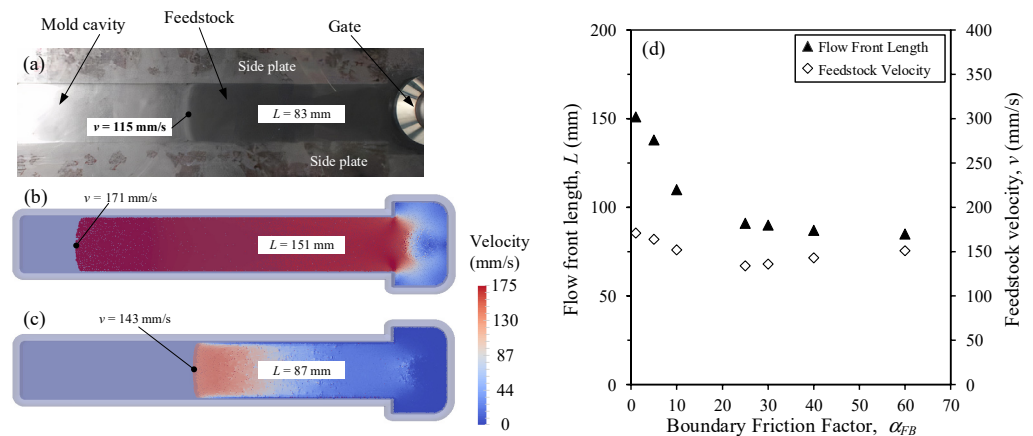 Mold cavity
Feedstock
Gate
(a)
Side plate
L = 83 mm
v = 115 mm/s
Side plate
(b)
v = 171 mm/s
L = 151 mm
Velocity
(mm/s)
175
130
87
44
0
(c)
v = 143 mm/s
L = 87 mm
(d)
Flow Front Length
Feedstock Velocity
Flow front length, L (mm)
200
150
100
50
0
400
350
300
250
200
150
100
50
0
Feedstock velocity, v (mm/s)
0 10 20 30 40 50 60 70
Boundary Friction Factor, αFB